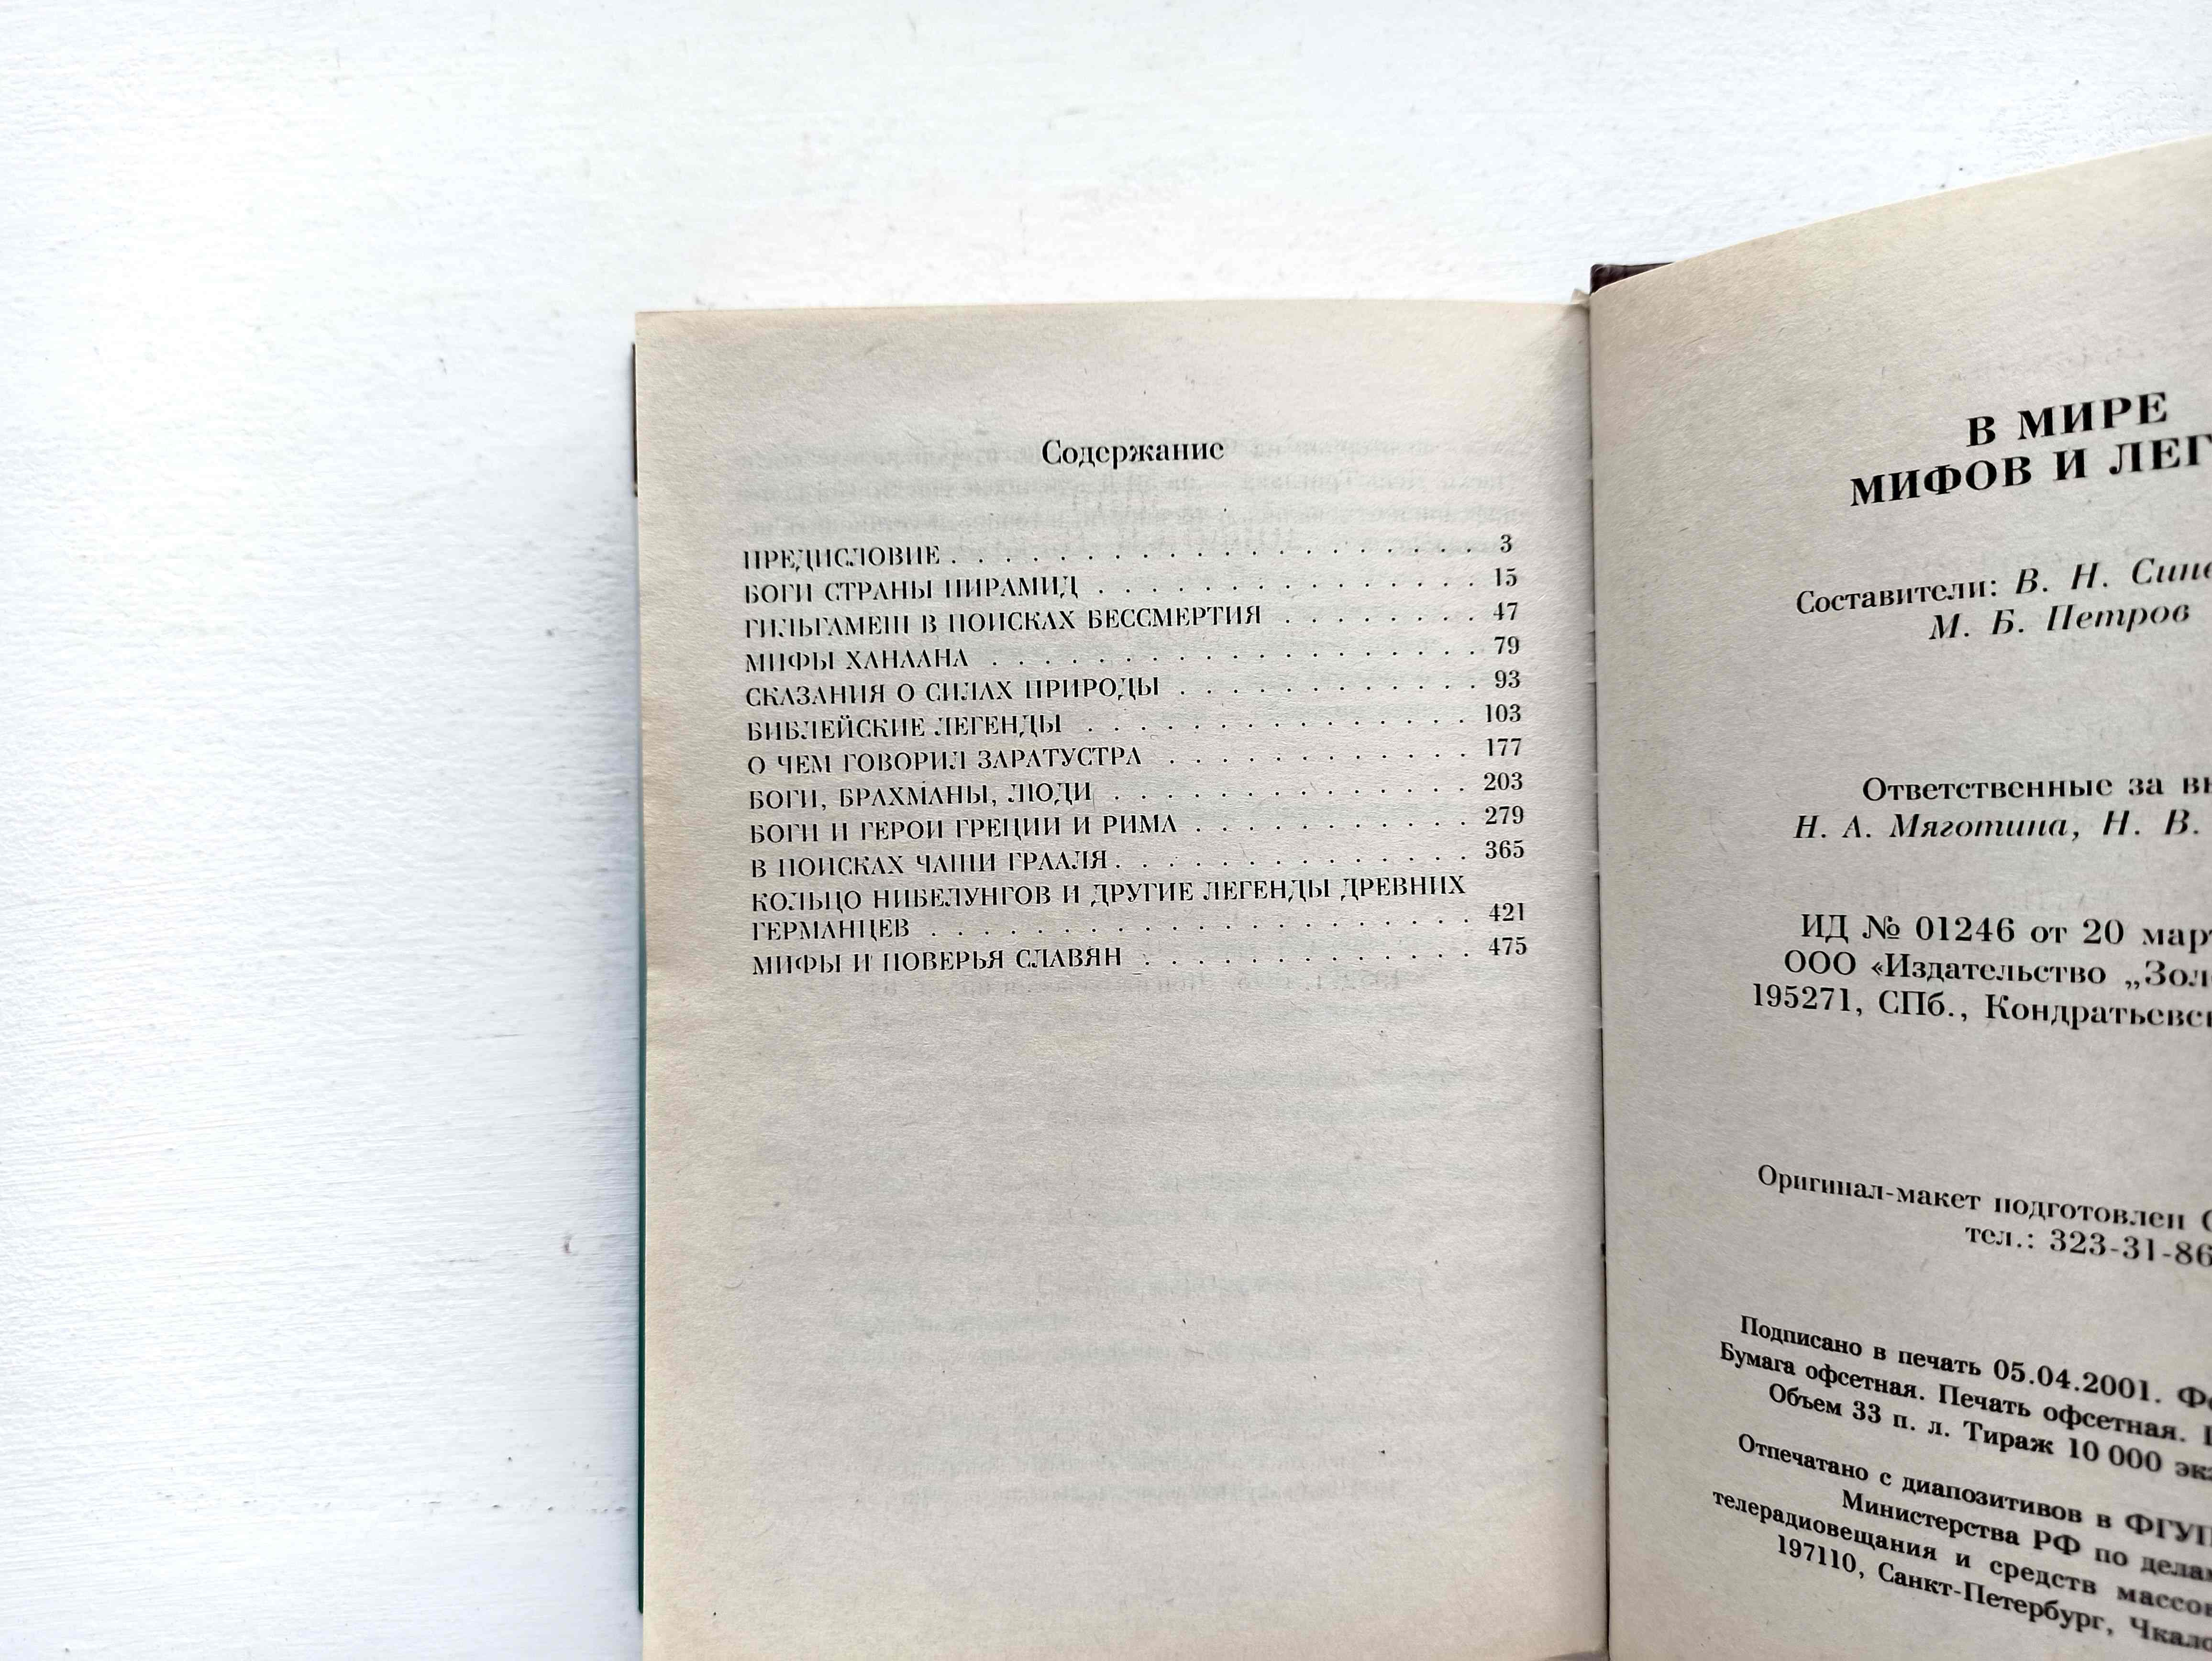 Содержание
ПРЕДИСЛОВИЕ . . . . . . . . . . . . . . . . . . . . 3
БОГИ СТРАНЫ ПИРАМИД . . . . . . . . . . . . . . . 15
ГИЛЬГАМЕШ В ПОИСКАХ БЕССМЕРТИЯ . . . . . . . . 47
МИФЫ ХАНААНА . . . . . . . . . . . . . . . . . . . 79
СКАЗАНИЯ О СИЛАХ ПРИРОДЫ . . . . . . . . . . . . 93
БИБЛЕЙСКИЕ ЛЕГЕНДЫ . . . . . . . . . . . . . . . 103
О ЧЕМ ГОВОРИЛ ЗАРАТУСТРА . . . . . . . . . . . . 177
БОГИ, БРАХМАНЫ, ЛЮДИ . . . . . . . . . . . . . . 203
БОГИ И ГЕРОИ ГРЕЦИИ И РИМА . . . . . . . . . . . 279
В ПОИСКАХ ЧАШИ ГРААЛЯ . . . . . . . . . . . . . . 365
КОЛЬЦО НИБЕЛУНГОВ И ДРУГИЕ ЛЕГЕНДЫ ДРЕВНИХ
ГЕРМАНЦЕВ . . . . . . . . . . . . . . . . . . . . . 421
МИФЫ И ПОВЕРЬЯ СЛАВЯН . . . . . . . . . . . . . 475
В МИРЕ
МИФОВ И
Составители: В. Н.
М. Б. Петров
Ответственные за
Н. А. Мяготина, Н. В.
ИД № 01246 от 20
ООО «Издательство
195271, СПб.,
Оригинал-макет подготовлен
тел.: 323-31-86
Подписано в печать 05.04.2001.
Бумага офсетная. Печать офсетная.
Объем 33 п. л. Тираж 10 000
Отпечатано с диапозитивов в ФГУП
Министерства РФ по делам
телерадиовещания и средств
197110, Санкт-Петербург,